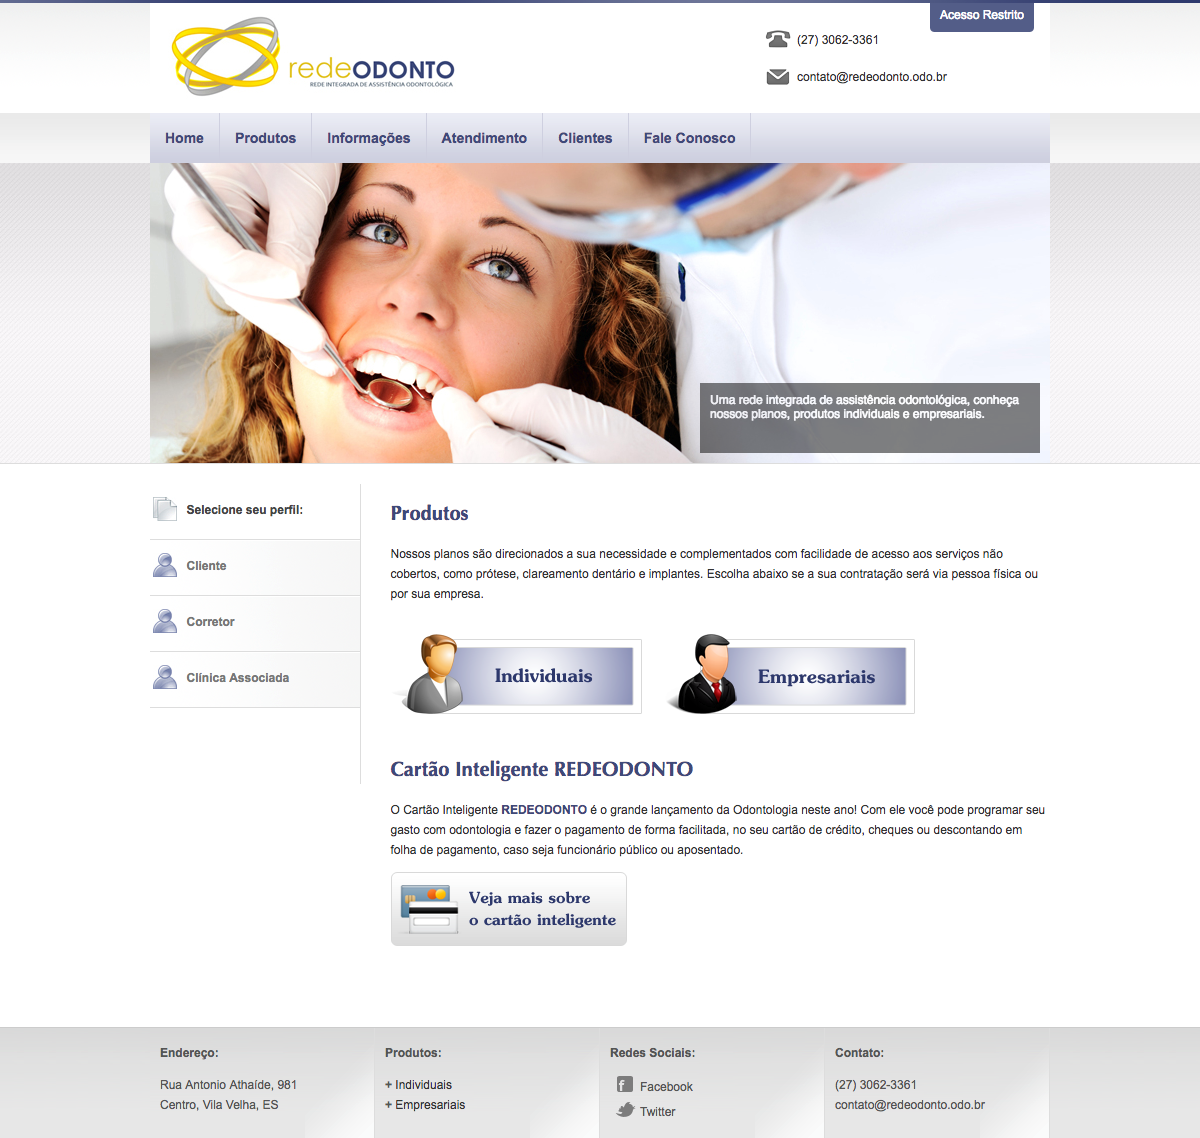 Acesso Restrito
(27) 3062-3361
contato@redeodonto.odo.br
redeODONTO
REDE INTEGRADA DE ASSISTÊNCIA ODONTOLÓGICA
Home
Produtos
Informações
Atendimento
Clientes
Fale Conosco
Uma rede integrada de assistência odontológica, conheça
nossos planos, produtos individuais e empresariais.
Selecione seu perfil:
Cliente
Corretor
Clínica Associada
Produtos
Nossos planos são direcionados a sua necessidade e complementados com facilidade de acesso aos serviços não
cobertos, como prótese, clareamento dentário e implantes. Escolha abaixo se a sua contratação será via pessoa física ou
por sua empresa.
Individuais
Empresariais
Cartão Inteligente REDEODONTO
O Cartão Inteligente REDEODONTO é o grande lançamento da Odontologia neste ano! Com ele você pode programar seu
gasto com odontologia e fazer o pagamento de forma facilitada, no seu cartão de crédito, cheques ou descontando em
folha de pagamento, caso seja funcionário público ou aposentado.
Veja mais sobre
o cartão inteligente
Endereço:
Rua Antonio Athaíde, 981
Centro, Vila Velha, ES
Produtos:
+ Individuais
+ Empresariais
Redes Sociais:
Facebook
Twitter
Contato:
(27) 3062-3361
contato@redeodonto.odo.br